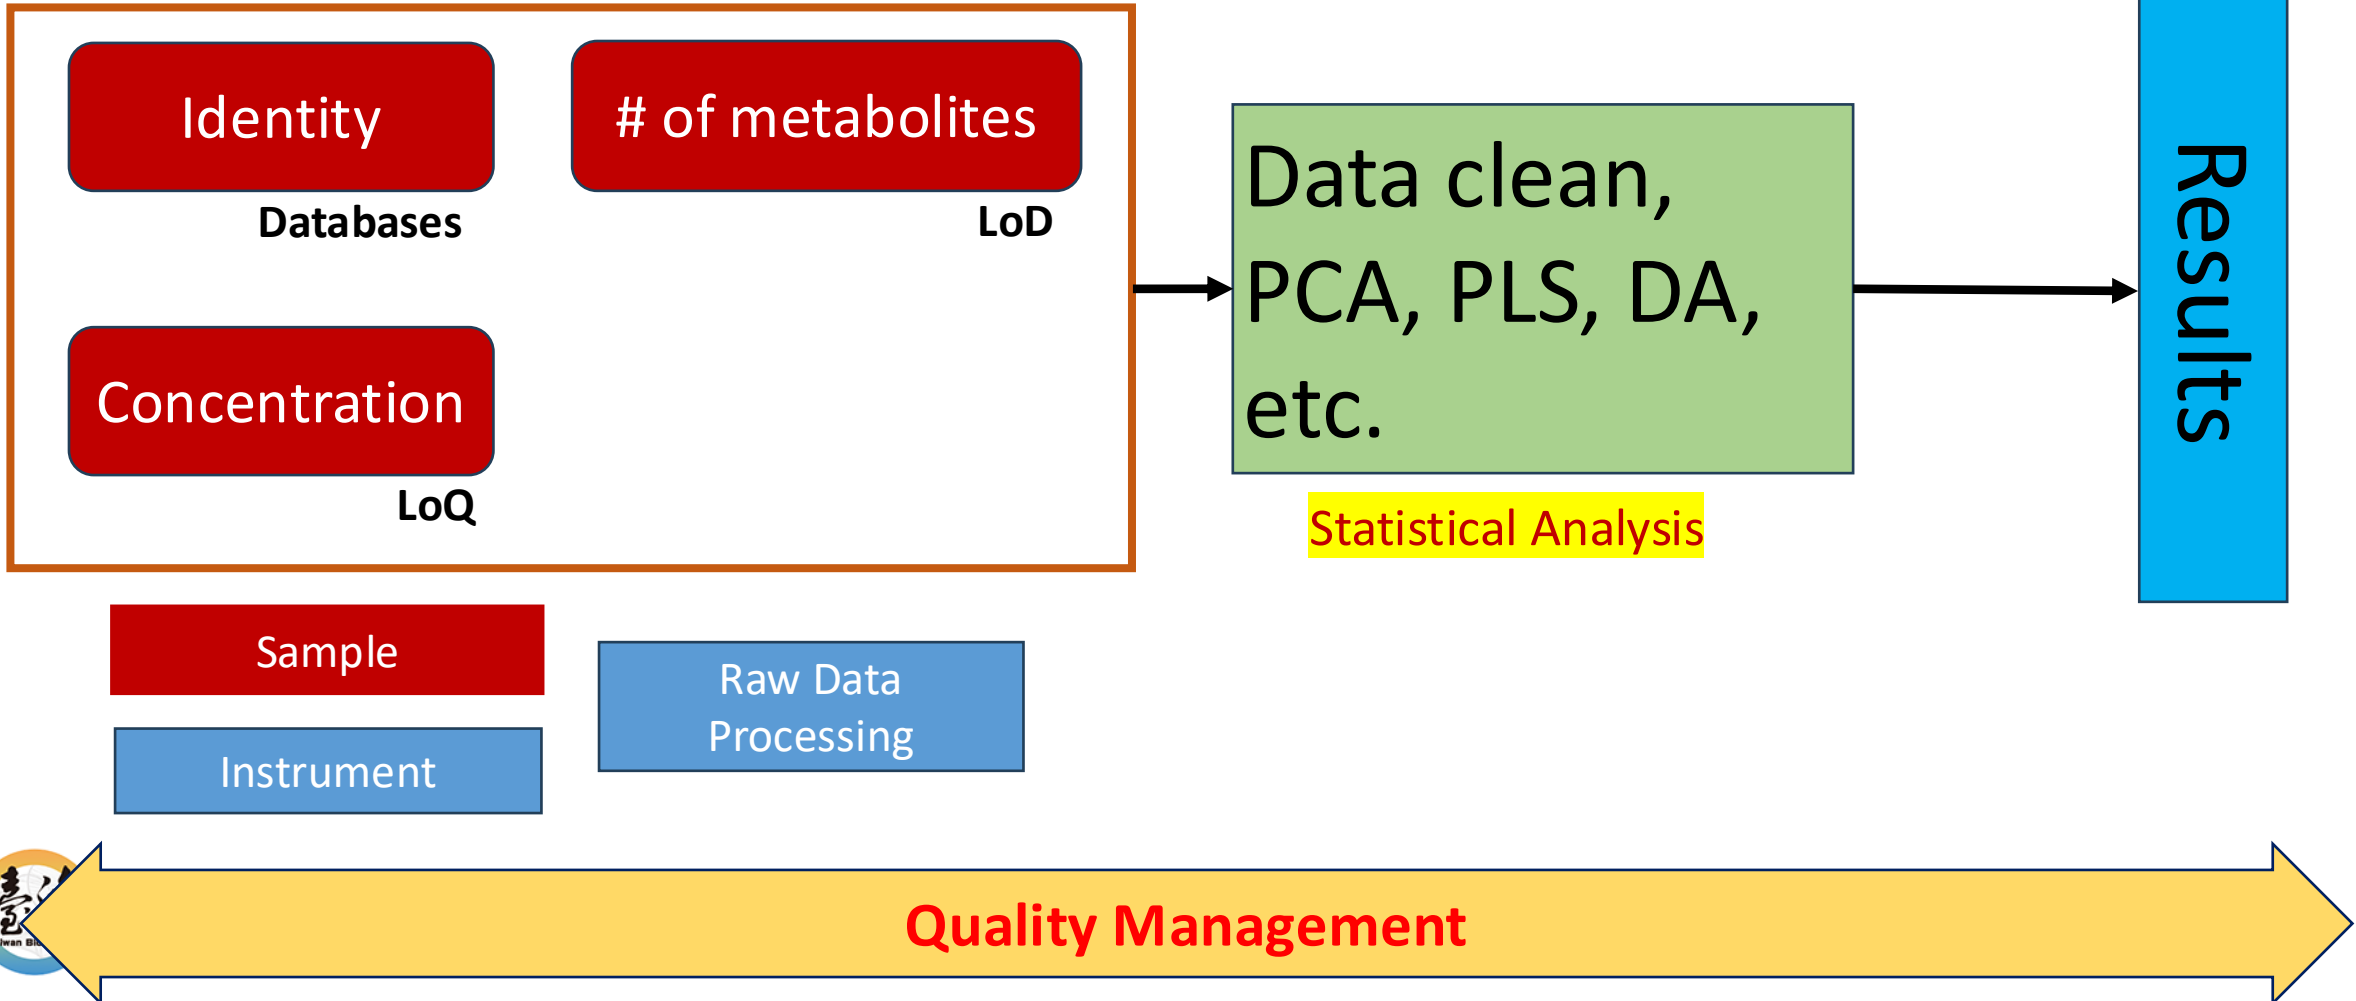 Identity
Databases
# of metabolites
LoD
Concentration
LoQ
Data clean,
PCA, PLS, DA,
etc.
Statistical Analysis
Results
Sample
Instrument
Raw Data
Processing
Quality Management